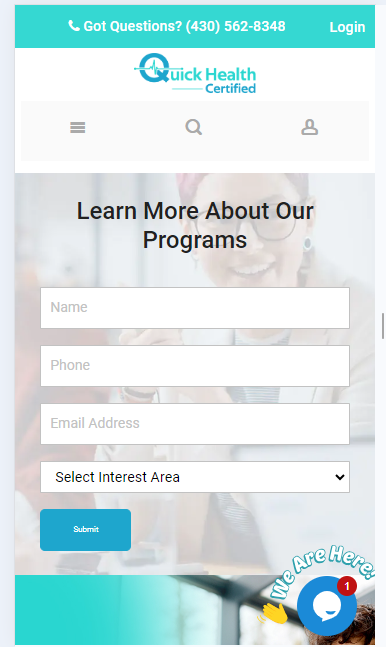 Got Questions? (430) 562-8348
Login
Quick Health
Certified
Learn More About Our
Programs
Name
Phone
Email Address
Select Interest Area
Submit
We Are Here!
1